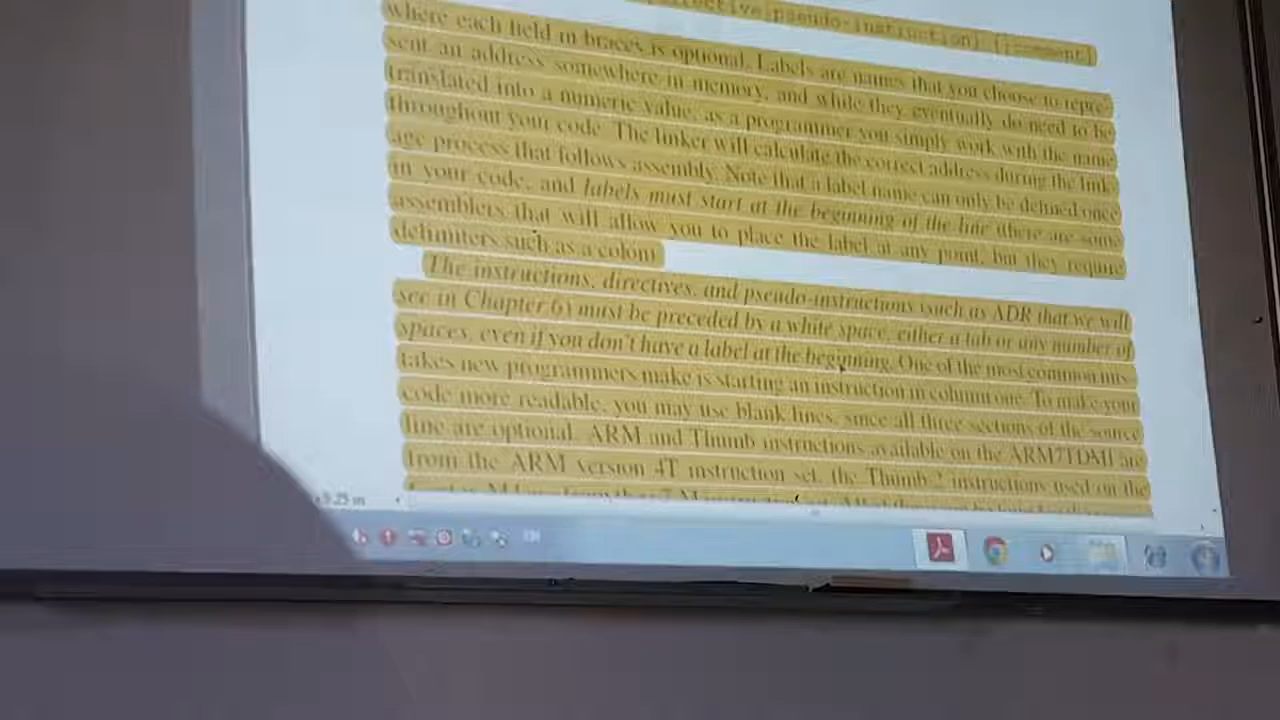 directive|pseudo-instruction} {;comment}
where each field in braces is optional. Labels are names that you choose to repre-
sent an address somewhere in memory, and while they eventually do need to be
translated into a numeric value, as a programmer you simply work with the name
throughout your code. The linker will calculate the correct address during the link-
age process that follows assembly. Note that a label name can only be defined once
in your code, and labels must start at the beginning of the line (there are some
assemblers that will allow you to place the label at any point, but they require
delimiters such as a colon)
The instructions, directives, and pseudo-instructions (such as ADR that we will
see in Chapter 6) must be preceded by a white space, either a tab or any number of
spaces, even if you don't have a label at the beginning. One of the most common mis-
takes new programmers make is starting an instruction in column one. To make your
code more readable, you may use blank lines, since all three sections of the source
line are optional. ARM and Thumb instructions available on the ARM7TDMI are
from the ARM version 4T instruction set, the Thumb-2 instructions used on the
9.25 in
EN